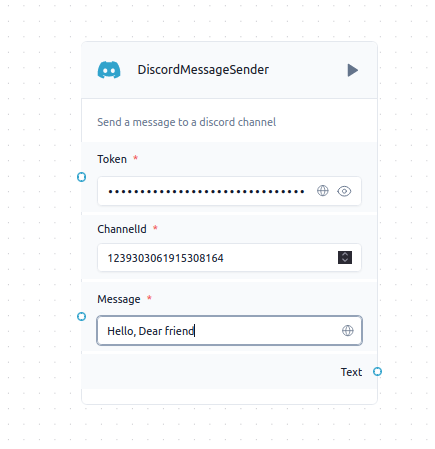 DiscordMessageSender
Send a message to a discord channel
Token *
••••••••••••••••••••••••••••••••
ChannelId *
1239303061915308164
Message *
Hello, Dear friend
Text